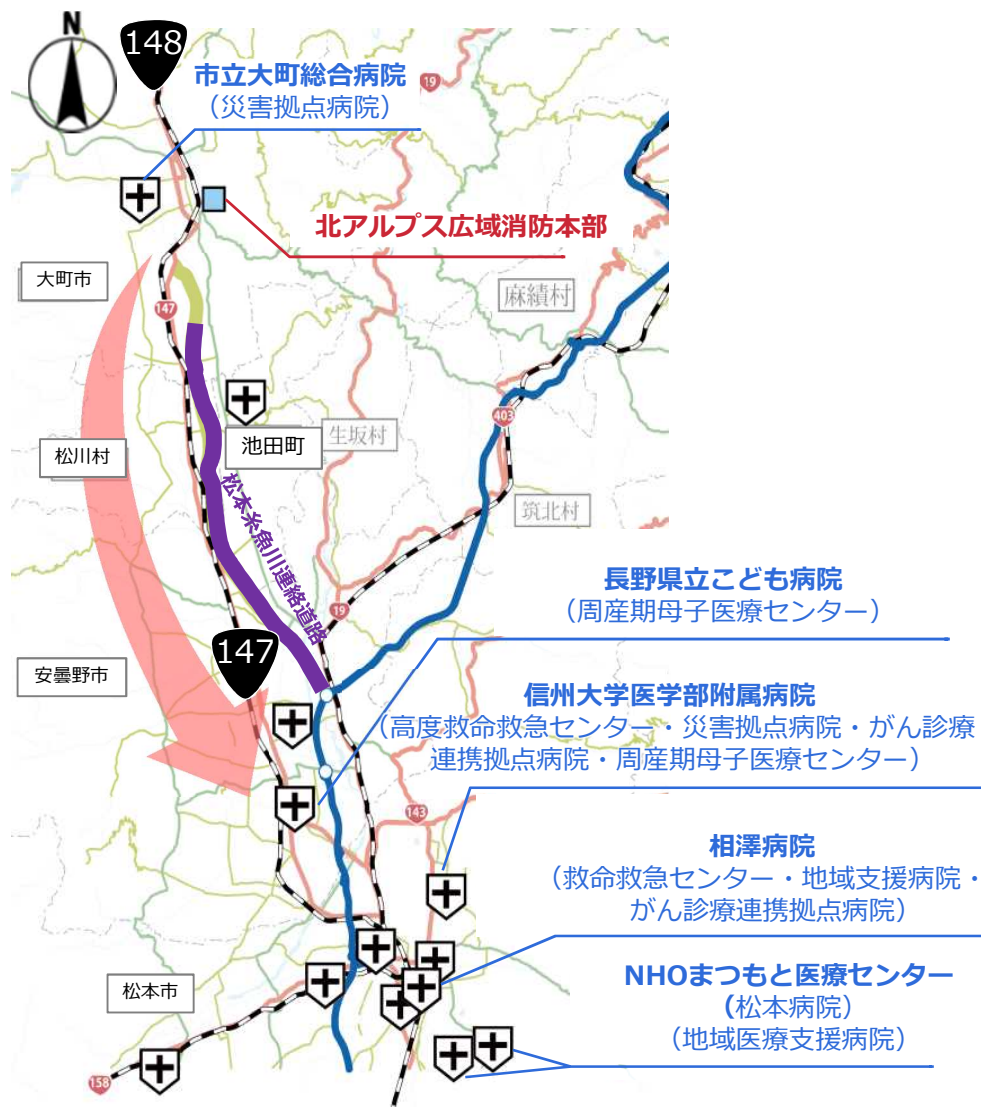 N
148
市立大町総合病院
（災害拠点病院）
19
北アルプス広域消防本部
大町市
麻績村
147
403
池田町
生坂村
松川村
筑北村
松本糸魚川連絡道路
長野県立こども病院
（周産期母子医療センター）
19
147
安曇野市
信州大学医学部附属病院
（高度救命救急センター・災害拠点病院・がん診療
連携拠点病院・周産期母子医療センター）
143
相澤病院
（救命救急センター・地域支援病院・
がん診療連携拠点病院）
NHOまつもと医療センター
（松本病院）
（地域医療支援病院）
松本市
158